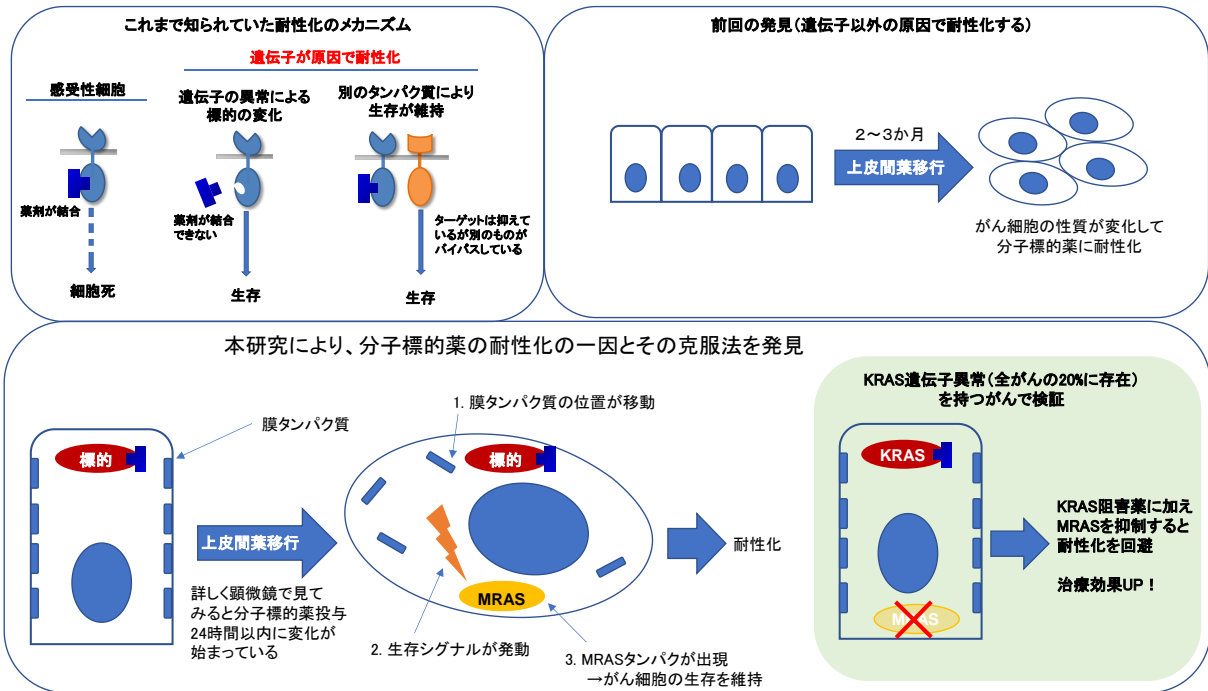 これまで知られていた耐性化のメカニズム
遺伝子が原因で耐性化
感受性細胞
遺伝子の異常による
標的の変化
別のタンパク質により
生存が維持
薬剤が結合
薬剤が結合
できない
ターゲットは抑えて
いるが別のものが
バイパスしている
細胞死
生存
生存
前回の発見（遺伝子以外の原因で耐性化する）
２～３か月
上皮間葉移行
がん細胞の性質が変化して
分子標的薬に耐性化
本研究により、分子標的薬の耐性化の一因とその克服法を発見
膜タンパク質
標的
上皮間葉移行
詳しく顕微鏡で見て
みると分子標的薬投与
24時間以内に変化が
始まっている
1. 膜タンパク質の位置が移動
標的
MRAS
2. 生存シグナルが発動
3. MRASタンパクが出現
→がん細胞の生存を維持
耐性化
KRAS遺伝子異常（全がんの20%に存在）
を持つがんで検証
KRAS
MRAS
KRAS阻害薬に加え
MRASを抑制すると
耐性化を回避
治療効果UP！